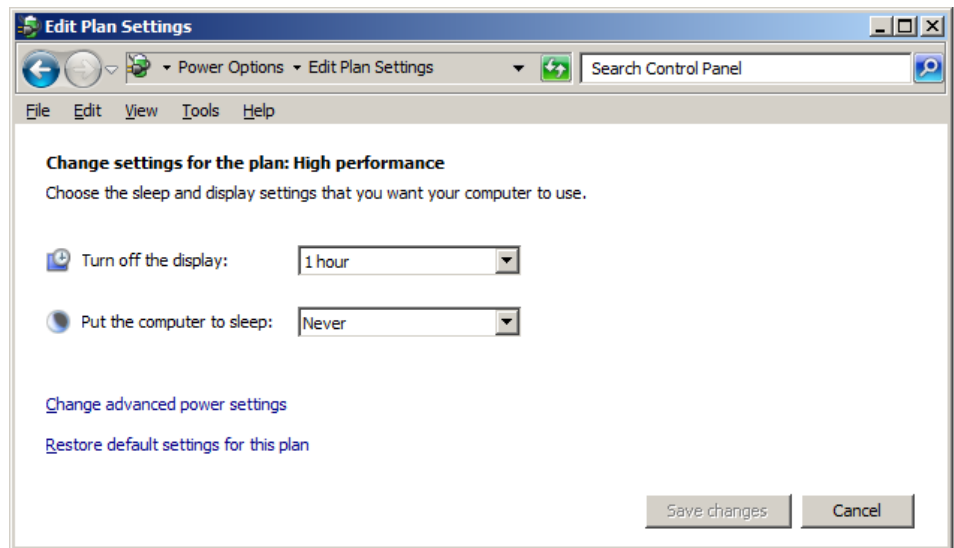 Edit Plan Settings
Power Options Edit Plan Settings Search Control Panel
File Edit View Tools Help
Change settings for the plan: High performance
Choose the sleep and display settings that you want your computer to use.
Turn off the display: 1 hour
Put the computer to sleep: Never
Change advanced power settings
Restore default settings for this plan
Save changes Cancel